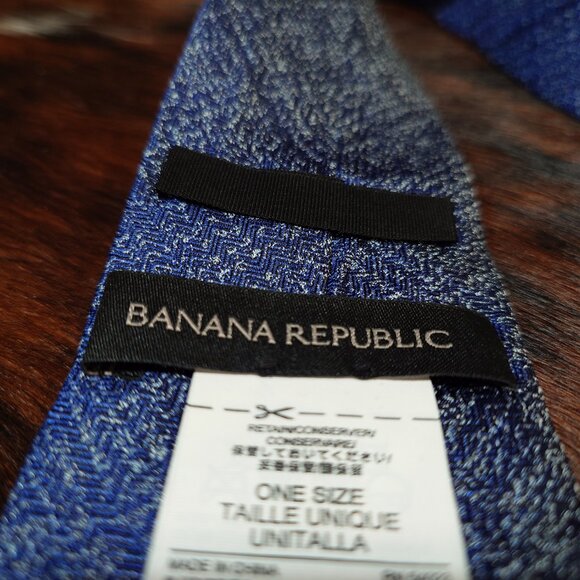 BANANA REPUBLIC
RETAIN/CONSERVER/
CONSERVAR/
保管しておいてください/
ONE SIZE
TAILLE UNIQUE
UNITALLA
MADE IN CHINA